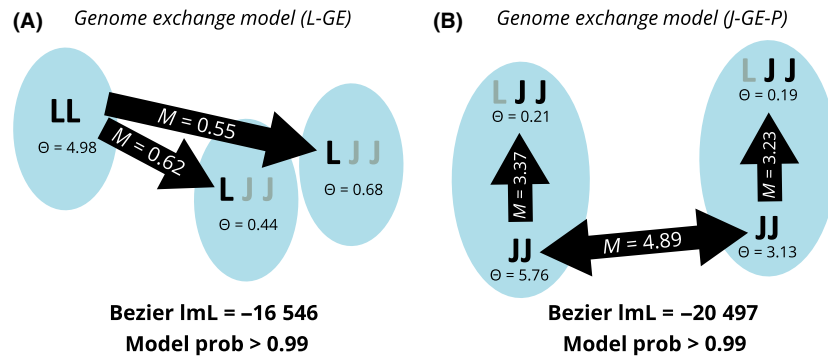 (A) Genome exchange model (L-GE)
LL
Θ = 4.98
M = 0.55
M = 0.62
L J J
Θ = 0.68
L J J
Θ = 0.44
Bezier lmL = −16 546
Model prob > 0.99
(B) Genome exchange model (J-GE-P)
L J J
Θ = 0.21
L J J
Θ = 0.19
M = 3.37
M = 3.23
JJ
Θ = 5.76
M = 4.89
JJ
Θ = 3.13
Bezier lmL = −20 497
Model prob > 0.99